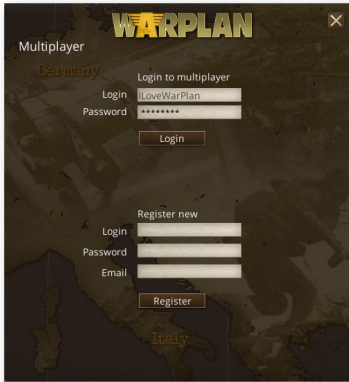 WARPLAN
Multiplayer
Germany
Login to multiplayer
Login ILoveWarPlan
Password ********
Login
Register new
Login
Password
Email
Register
Italy